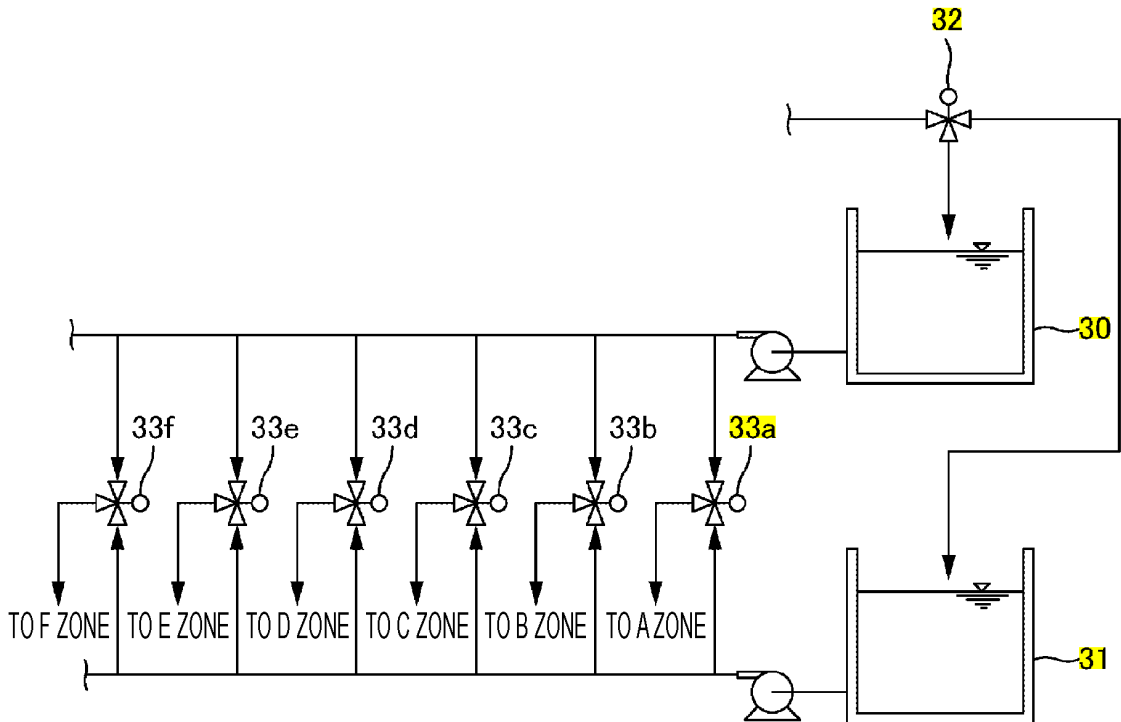 32
30
33f 33e 33d 33c 33b 33a
TO F ZONE TO E ZONE TO D ZONE TO C ZONE TO B ZONE TO A ZONE
31